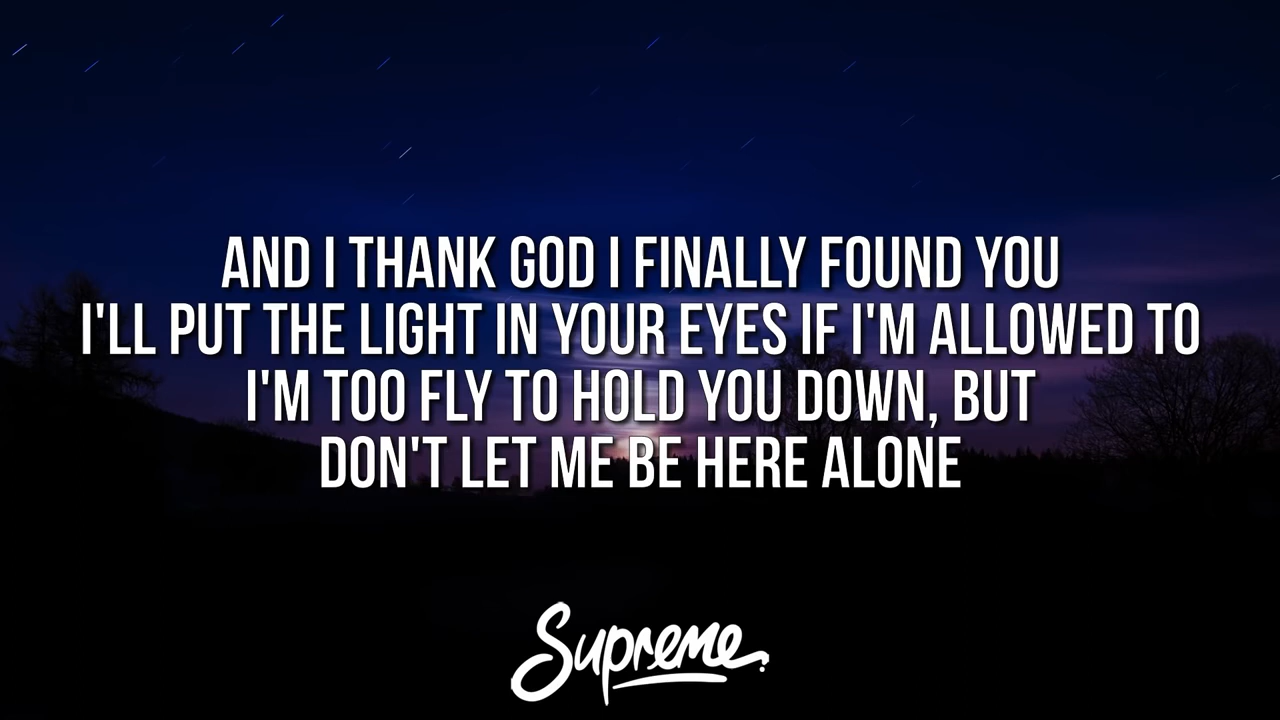 AND I THANK GOD I FINALLY FOUND YOU
I'LL PUT THE LIGHT IN YOUR EYES IF I'M ALLOWED TO
I'M TOO FLY TO HOLD YOU DOWN, BUT
DON'T LET ME BE HERE ALONE
Supreme.